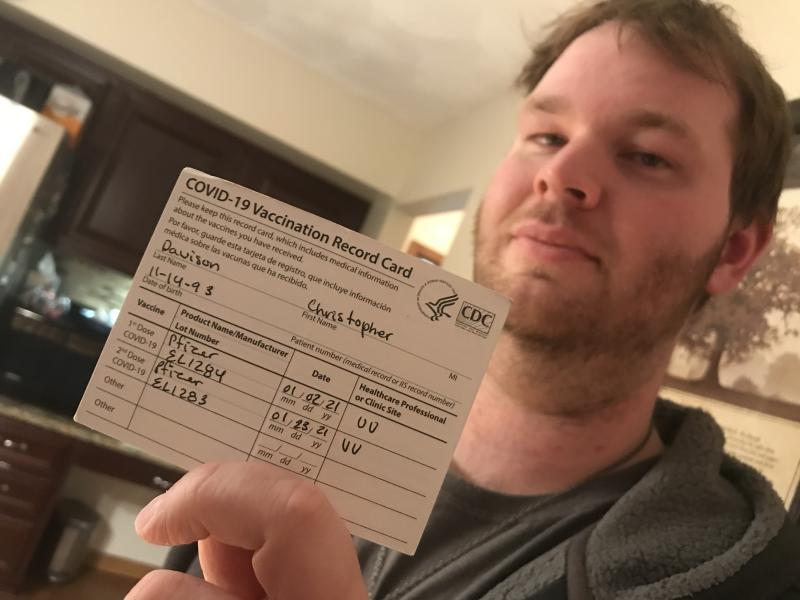 COVID-19 Vaccination Record Card
Please keep this record card, which includes medical information
about the vaccines you have received.
Por favor, guarde esta tarjeta de registro, que incluye información
médica sobre las vacunas que ha recibido.
CDC
Davison Christopher
Last Name First Name MI
11-14-93
Date of birth Patient number (medical record or IIS record number)
Vaccine Product Name/Manufacturer Date Healthcare Professional
Lot Number or Clinic Site
1st Dose Pfizer 01/02/21 UU
COVID-19 EL1284 mm dd yy
2nd Dose Pfizer 01/23/21 UU
COVID-19 EL1283 mm dd yy
Other / / 
mm dd yy
Other